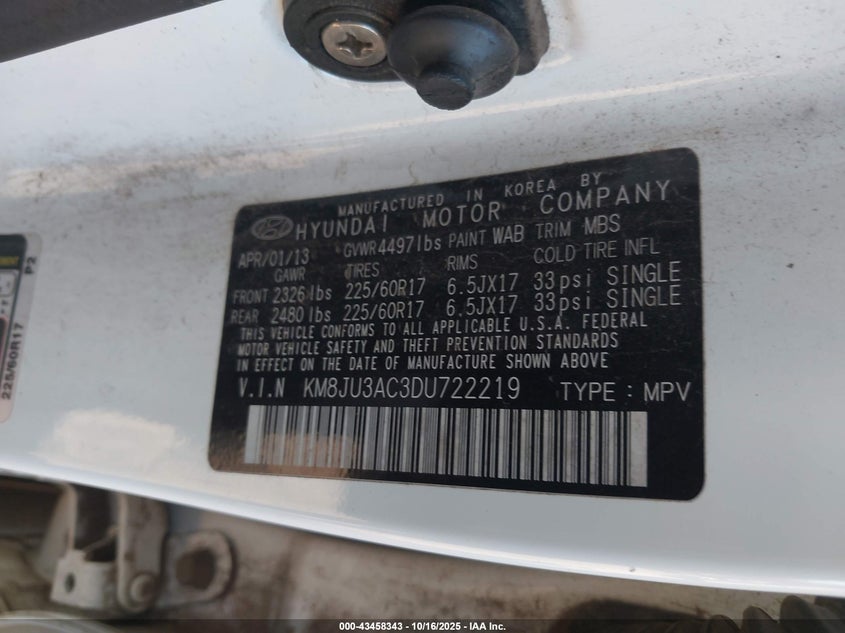 MANUFACTURED IN KOREA BY
HYUNDAI MOTOR COMPANY
APR/01/13 GVWR 4497lbs PAINT WAB TRIM MBS
GAWR TIRES RIMS COLD TIRE INFL
FRONT 2326 lbs 225/60R17 6.5JX17 33psi SINGLE
REAR 2480 lbs 225/60R17 6.5JX17 33psi SINGLE
THIS VEHICLE CONFORMS TO ALL APPLICABLE U.S.A. FEDERAL
MOTOR VEHICLE SAFETY AND THEFT PREVENTION STANDARDS
IN EFFECT ON THE DATE OF MANUFACTURE SHOWN ABOVE
V.I.N KM8JU3AC3DU722219 TYPE : MPV
P2
225/60R17
000-43458343 - 10/16/2025 - IAA Inc.